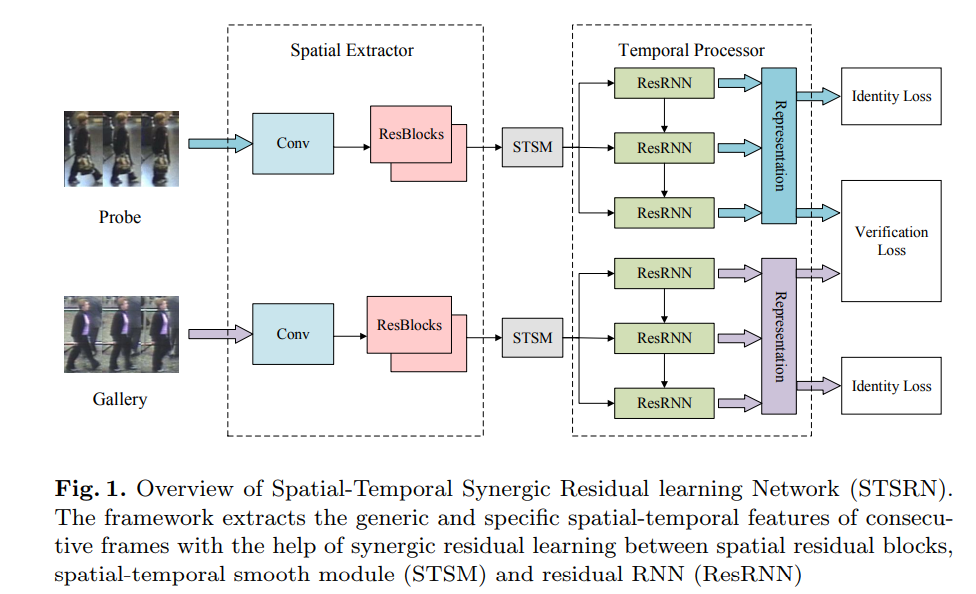 Spatial Extractor
Temporal Processor
Probe
Conv
ResBlocks
STSM
ResRNN
ResRNN
ResRNN
Representation
Identity Loss
Verification
Loss
Gallery
Conv
ResBlocks
STSM
ResRNN
ResRNN
ResRNN
Representation
Identity Loss
Fig. 1. Overview of Spatial-Temporal Synergic Residual learning Network (STSRN).
The framework extracts the generic and specific spatial-temporal features of consecu-
tive frames with the help of synergic residual learning between spatial residual blocks,
spatial-temporal smooth module (STSM) and residual RNN (ResRNN)